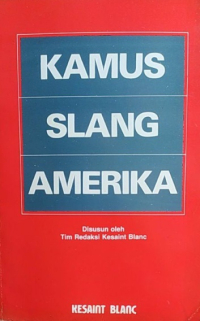 KAMUS
SLANG
AMERIKA
Disusun oleh
Tim Redaksi Kesaint Blanc
KESAINT BLANC